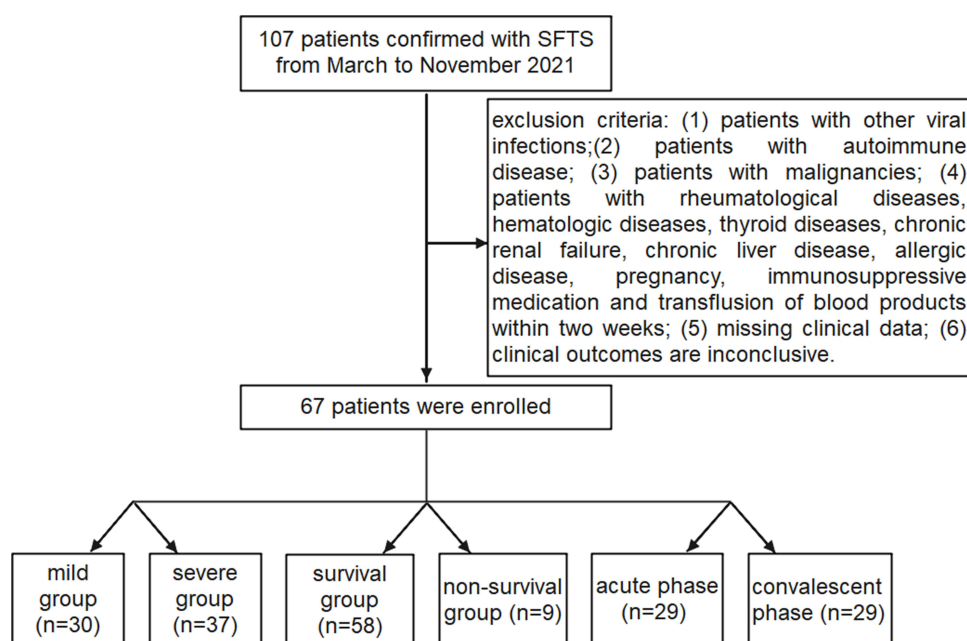 107 patients confirmed with SFTS
from March to November 2021
exclusion criteria: (1) patients with other viral
infections;(2) patients with autoimmune
disease; (3) patients with malignancies; (4)
patients with rheumatological diseases,
hematologic diseases, thyroid diseases, chronic
renal failure, chronic liver disease, allergic
disease, pregnancy, immunosuppressive
medication and transfusion of blood products
within two weeks; (5) missing clinical data; (6)
clinical outcomes are inconclusive.
67 patients were enrolled
mild
group
(n=30)
severe
group
(n=37)
survival
group
(n=58)
non-survival
group (n=9)
acute phase
(n=29)
convalescent
phase (n=29)